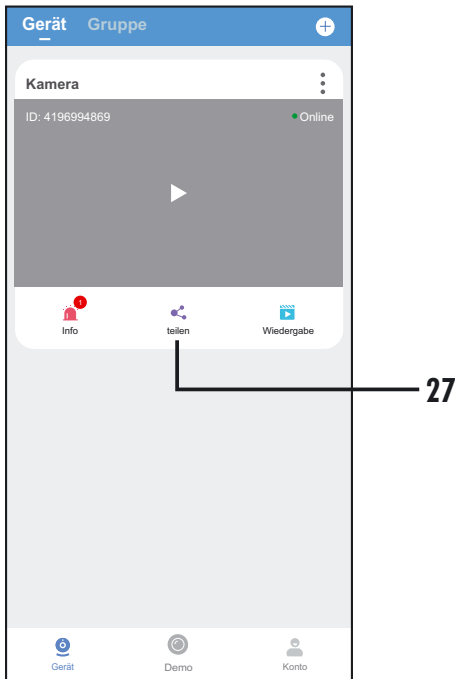 Gerät Gruppe
Kamera
ID: 4196994869 Online
1
Info teilen Wiedergabe
27
Gerät Demo Konto